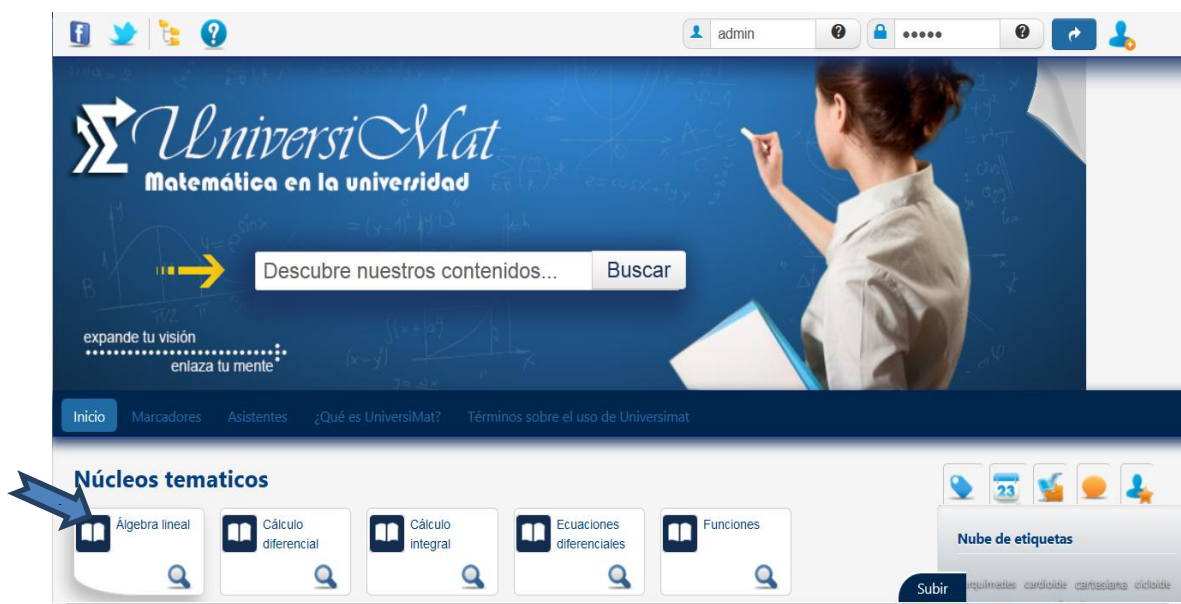 admin
UniversiMat
Matemática en la universidad
Descubre nuestros contenidos... Buscar
expande tu visión
enlaza tu mente
Inicio Marcadores Asistentes ¿Qué es UniversiMat? Términos sobre el uso de Universimat
Núcleos tematicos
23
Álgebra lineal
Cálculo
diferencial
Cálculo
integral
Ecuaciones
diferenciales
Funciones
Nube de etiquetas
Subir
cardioide cartesiana cicloide